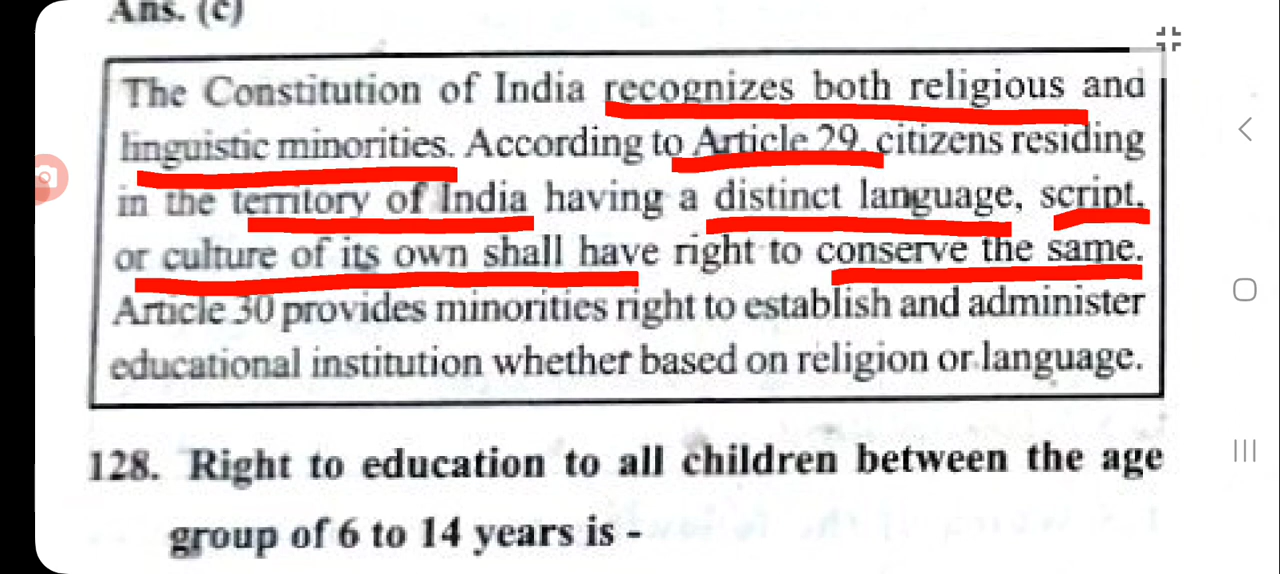 Ans. (c)
The Constitution of India recognizes both religious and
linguistic minorities. According to Article 29, citizens residing
in the territory of India having a distinct language, script,
or culture of its own shall have right to conserve the same.
Article 30 provides minorities right to establish and administer
educational institution whether based on religion or language.
128. Right to education to all children between the age
group of 6 to 14 years is -